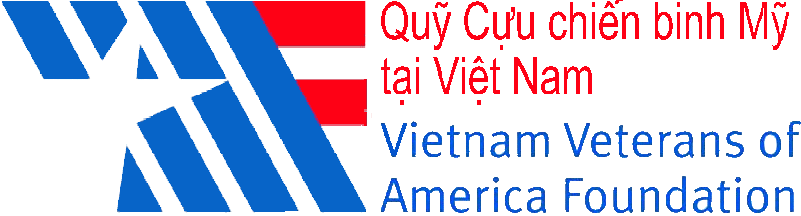 Quỹ Cựu chiến binh Mỹ
tại Việt Nam
Vietnam Veterans of
America Foundation